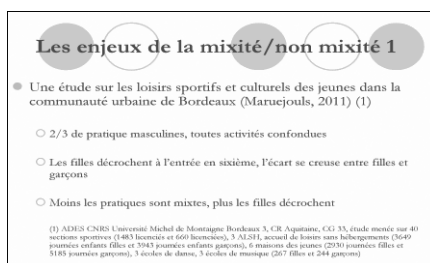 Les enjeux de la mixité/non mixité 1
Une étude sur les loisirs sportifs et culturels des jeunes dans la
communauté urbaine de Bordeaux (Maruejouls, 2011) (1)
2/3 de pratique masculines, toutes activités confondues
Les filles décrochent à l'entrée en sixième, l'écart se creuse entre filles et
garçons
Moins les pratiques sont mixtes, plus les filles décrochent
(1) ADES CNRS Université Michel de Montaigne Bordeaux 3, CR Aquitaine, CG 33, étude menée sur 40
sections sportives (1483 licenciés et 660 licenciées), 3 ALSH, accueil de loisirs sans hébergements (3649
journées enfants filles et 3943 journées enfants garçons), 6 maisons des jeunes (2930 journées filles et
5185 journées garçons), 3 écoles de danse, 3 écoles de musique (267 filles et 244 garçons)